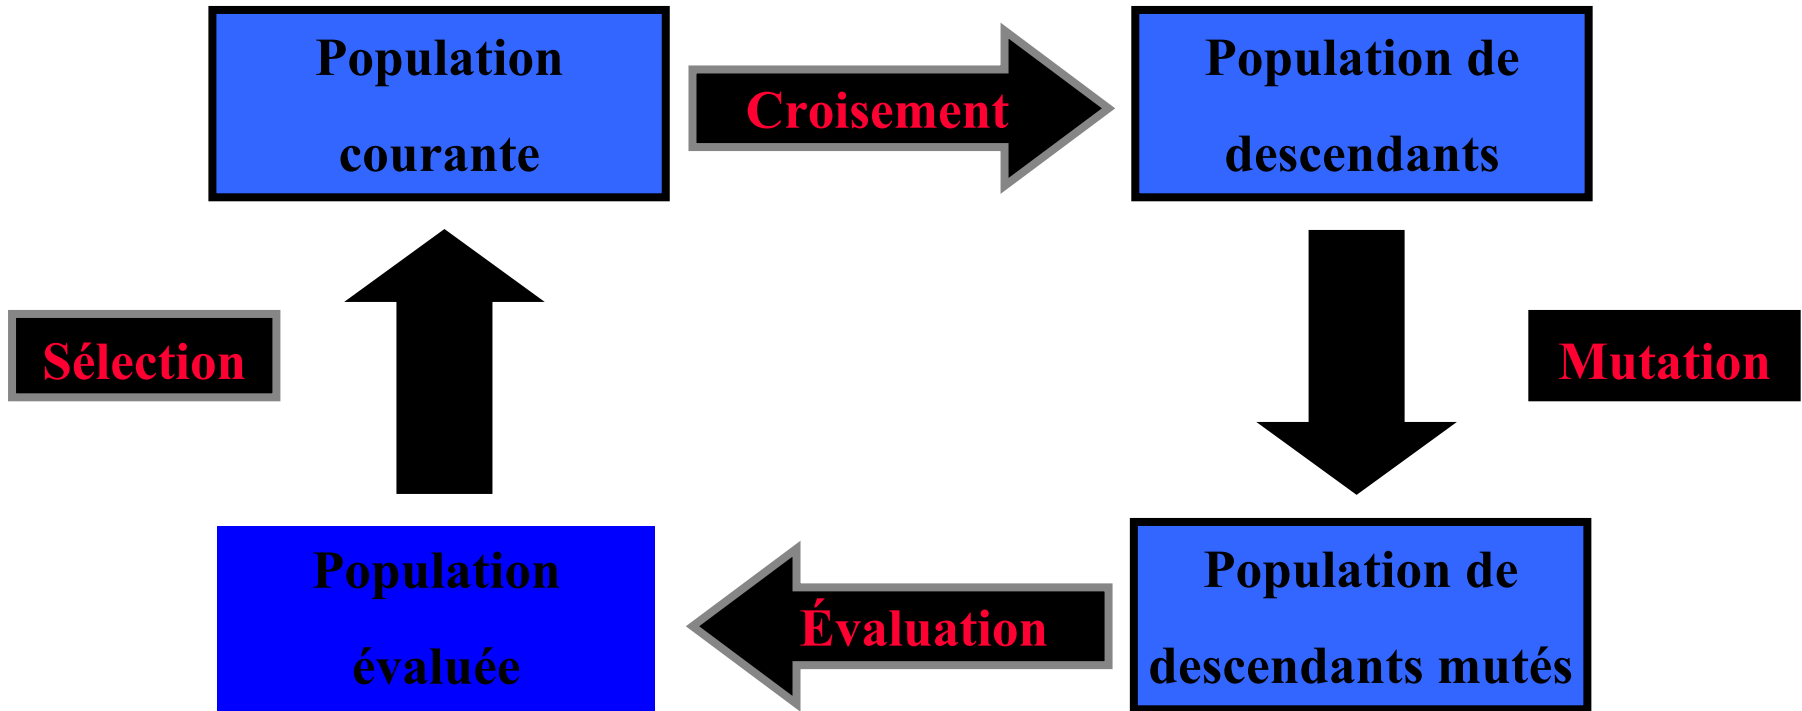 Population
courante
Croisement
Population de
descendants
Sélection
Mutation
Population
évaluée
Évaluation
Population de
descendants mutés